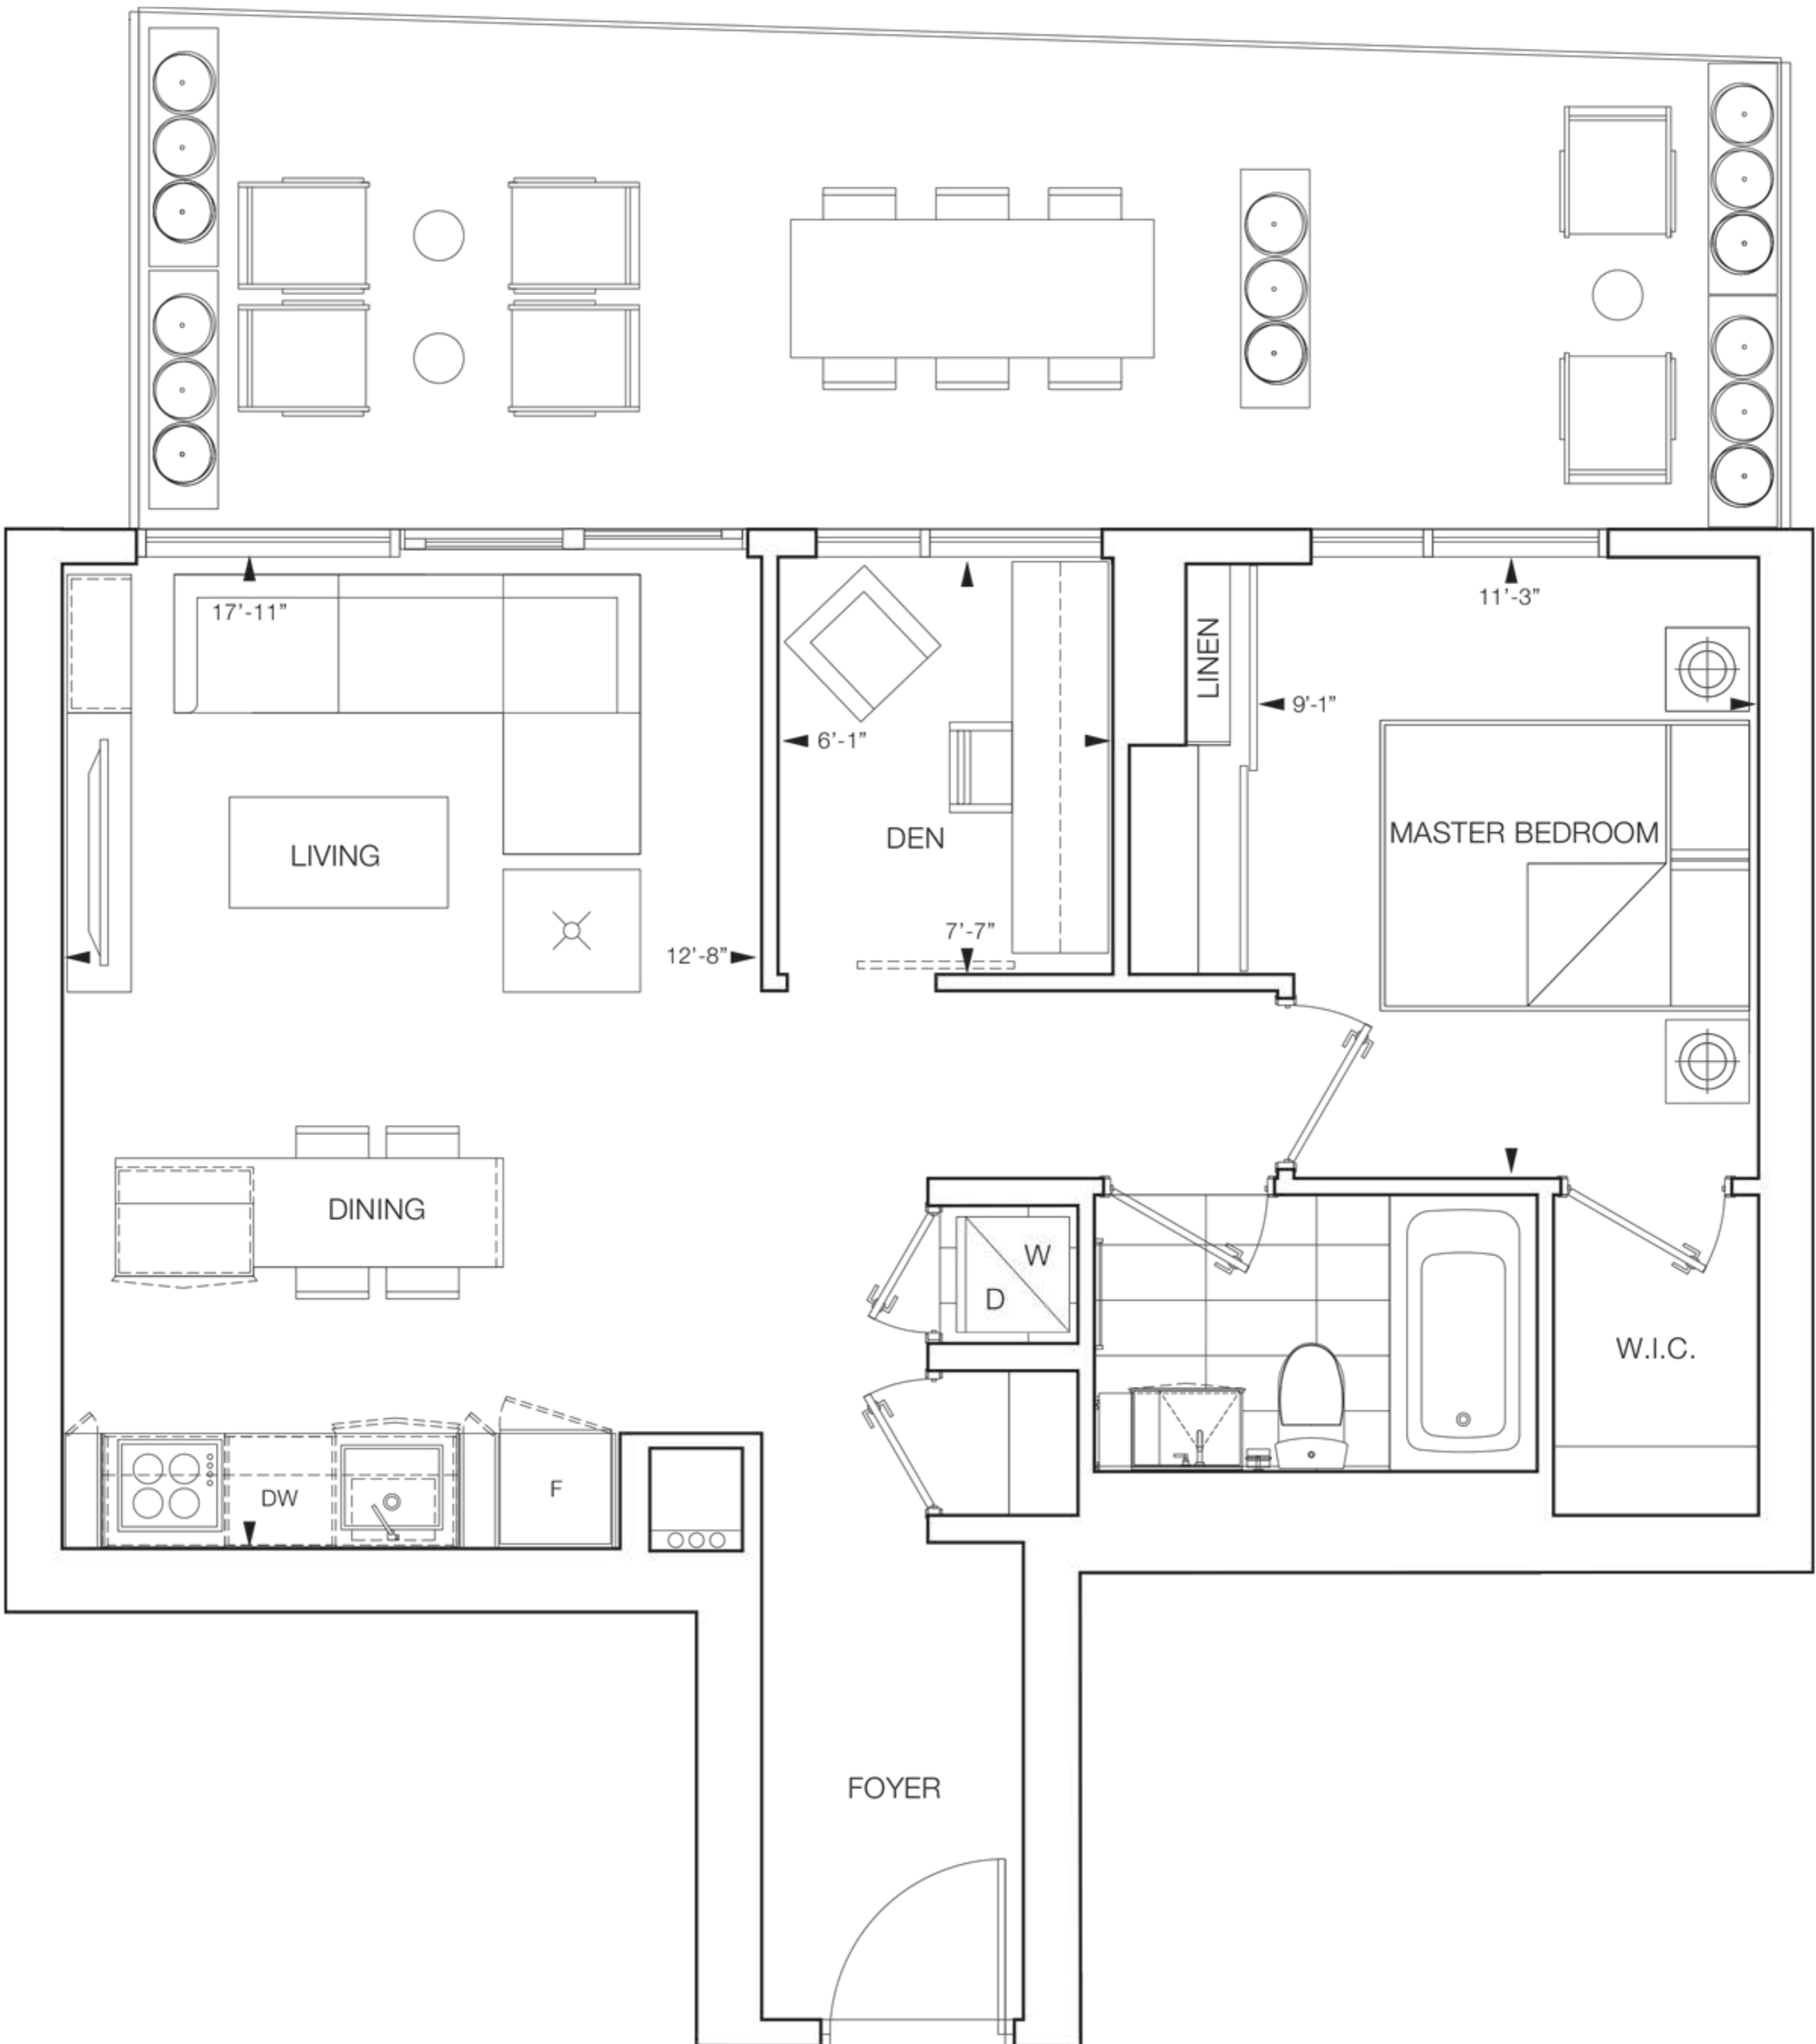 17'-11"
11'-3"
LINEN
9'-1"
6'-1"
DEN
MASTER BEDROOM
LIVING
7'-7"
12'-8"
DINING
W
D
W.I.C.
DW
F
FOYER